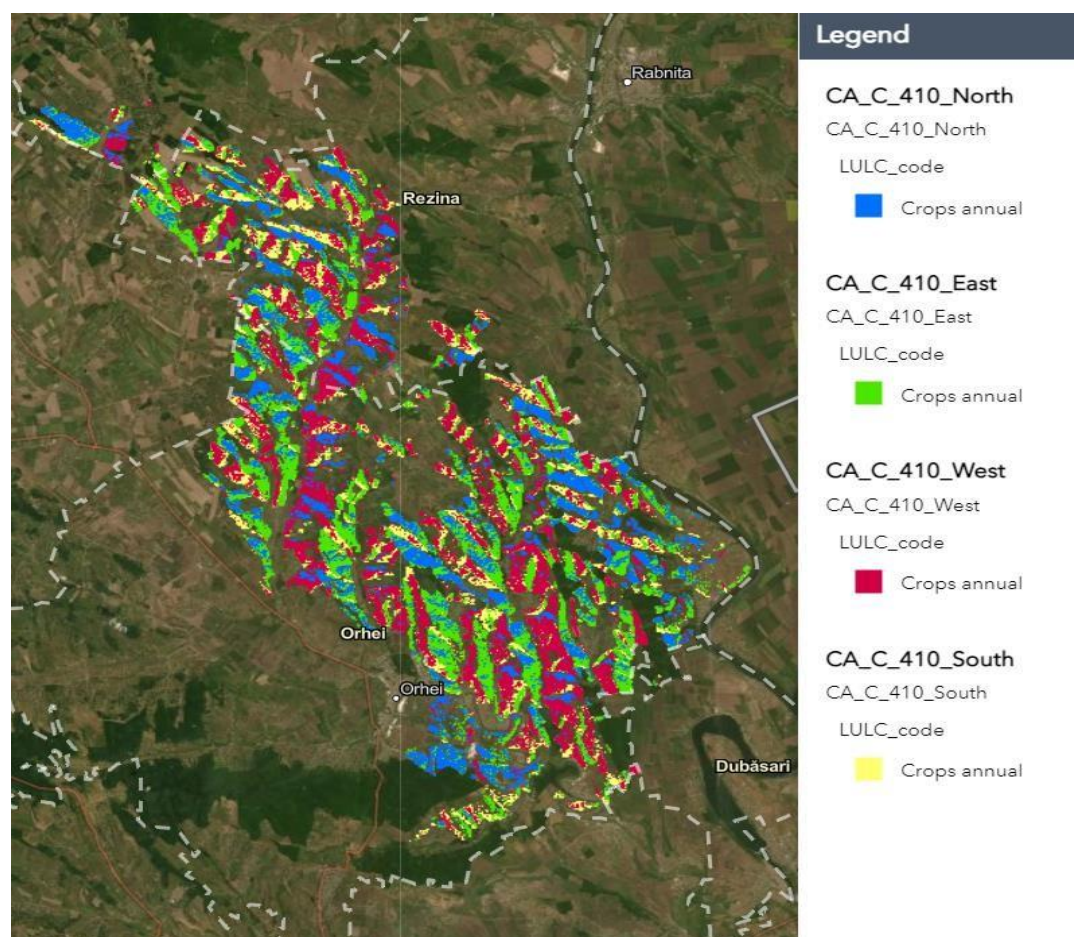 Rabnita
Rezina
Orhei
Orhei
Dubăsari
Legend
CA_C_410_North
CA_C_410_North
LULC_code
Crops annual
CA_C_410_East
CA_C_410_East
LULC_code
Crops annual
CA_C_410_West
CA_C_410_West
LULC_code
Crops annual
CA_C_410_South
CA_C_410_South
LULC_code
Crops annual